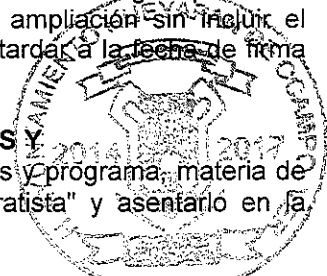 ampliación sin incluir el
tardar a la fecha de firma
S Y
2014 2017
s y programa, materia de
ratista" y asentarlo en la